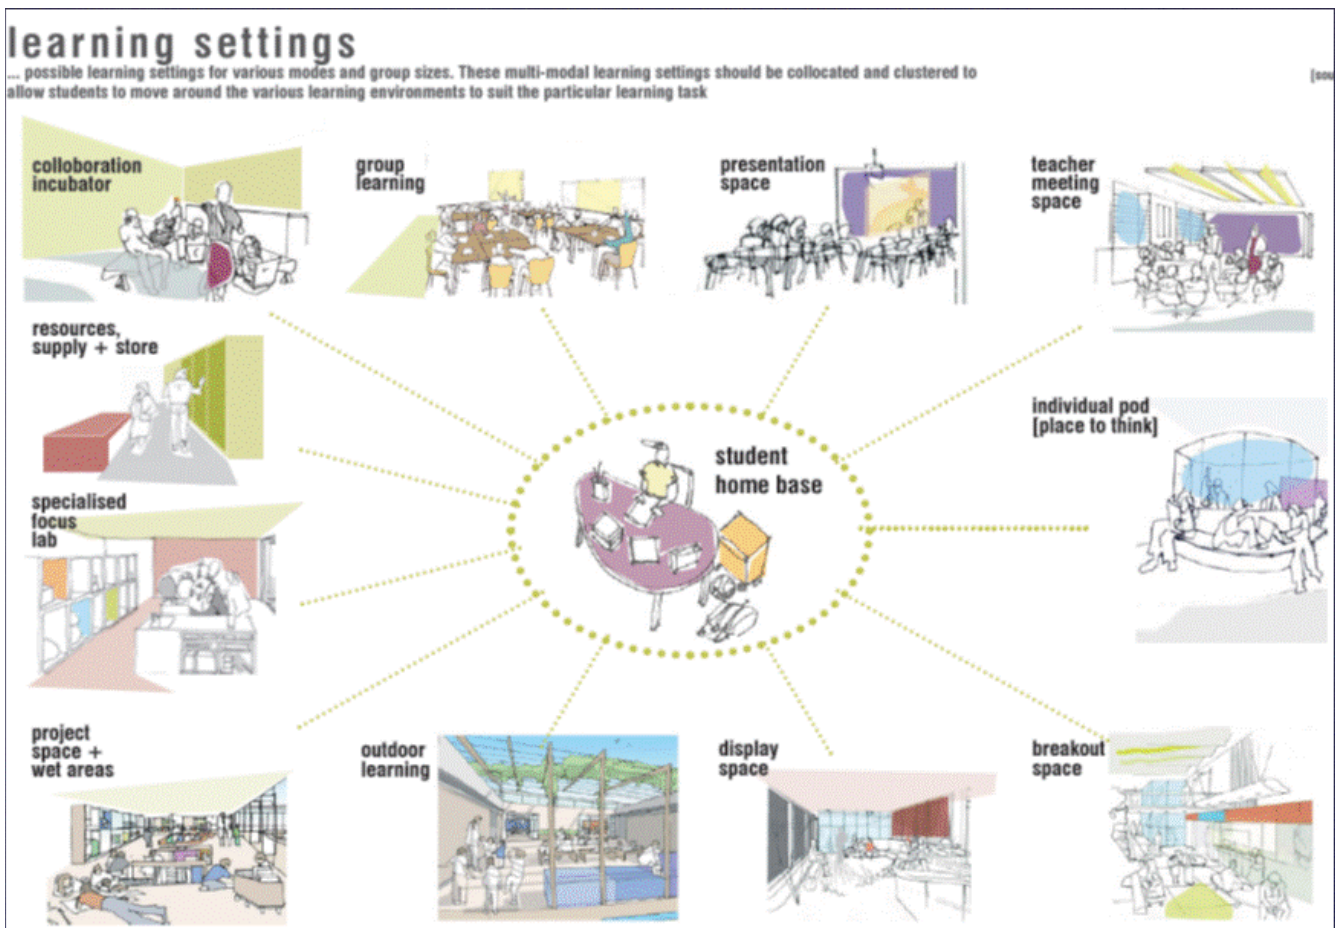 learning settings
... possible learning settings for various modes and group sizes. These multi-modal learning settings should be collocated and clustered to
allow students to move around the various learning environments to suit the particular learning task
colloboration
incubator
group
learning
presentation
space
teacher
meeting
space
resources,
supply + store
individual pod
[place to think]
student
home base
specialised
focus
lab
project
space +
wet areas
outdoor
learning
display
space
breakout
space